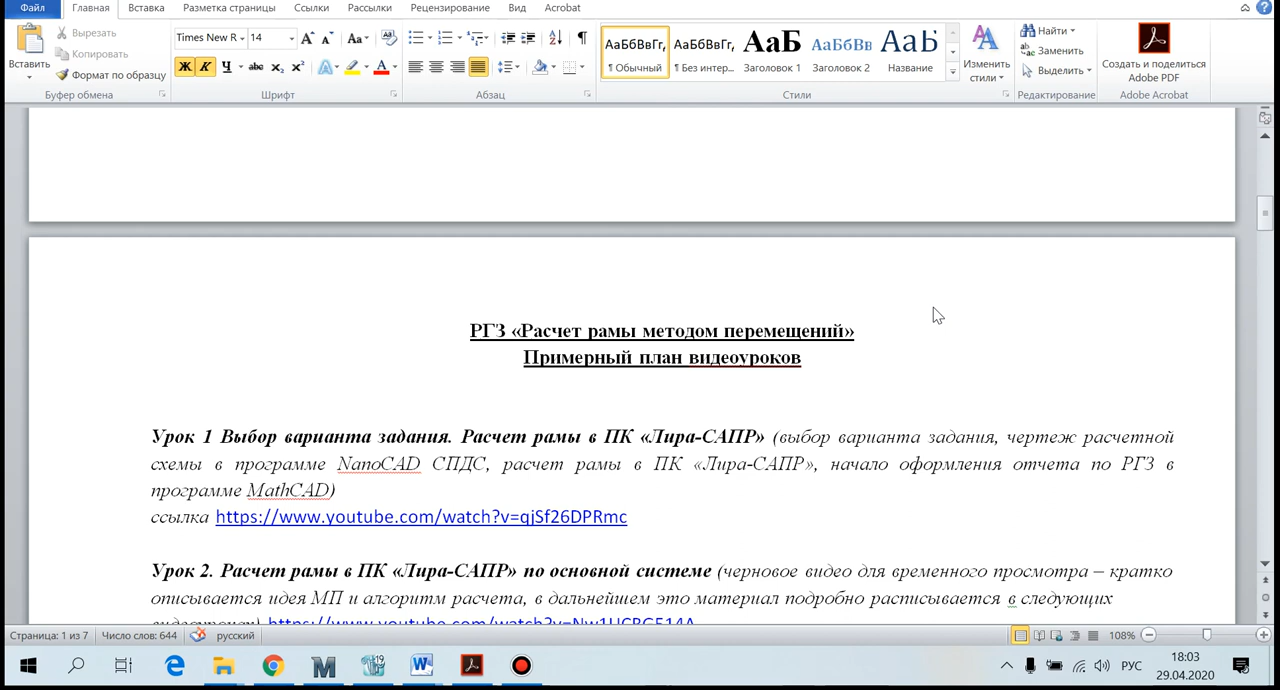 Файл Главная Вставка Разметка страницы Ссылки Рассылки Рецензирование Вид Acrobat
Вставить
Вырезать
Копировать
Формат по образцу
Буфер обмена
Times New R 14
Aa
Ж К Ч abc x₂ x² A A
Шрифт
Абзац
АаБбВвГг, АаБбВвГг, АаБ АаБбВв АаБ
¶ Обычный ¶ Без интер... Заголовок 1 Заголовок 2 Название
Стили
Изменить
стили
Найти
Заменить
Выделить
Редактирование
Создать и поделиться
Adobe PDF
Adobe Acrobat
РГЗ «Расчет рамы методом перемещений»
Примерный план видеоуроков
Урок 1 Выбор варианта задания. Расчет рамы в ПК «Лира-САПР» (выбор варианта задания, чертеж расчетной
схемы в программе NanoCAD СПДС, расчет рамы в ПК «Лира-САПР», начало оформления отчета по РГЗ в
программе MathCAD)
ссылка https://www.youtube.com/watch?v=qjSf26DPRmc
Урок 2. Расчет рамы в ПК «Лира-САПР» по основной системе (черновое видео для временного просмотра – кратко
описывается идея МП и алгоритм расчета, в дальнейшем это материал подробно расписывается в следующих
Страница: 1 из 7 Число слов: 644 русский 108%
РУС 18:03
29.04.2020